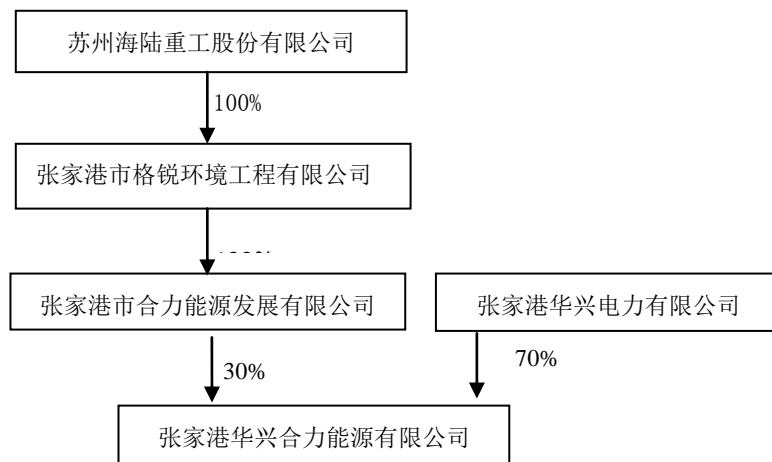 苏州海陆重工股份有限公司
100%
张家港市格锐环境工程有限公司
张家港市合力能源发展有限公司
张家港华兴电力有限公司
30%
70%
张家港华兴合力能源有限公司